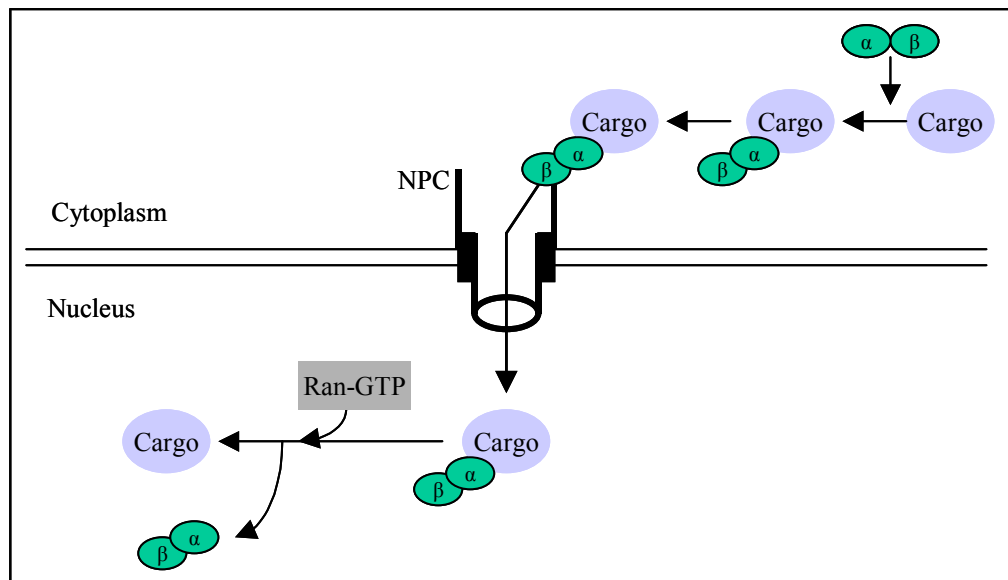 α β
Cargo
Cargo
Cargo
β α
β α
NPC
Cytoplasm
Nucleus
Ran-GTP
Cargo
Cargo
β α
β α